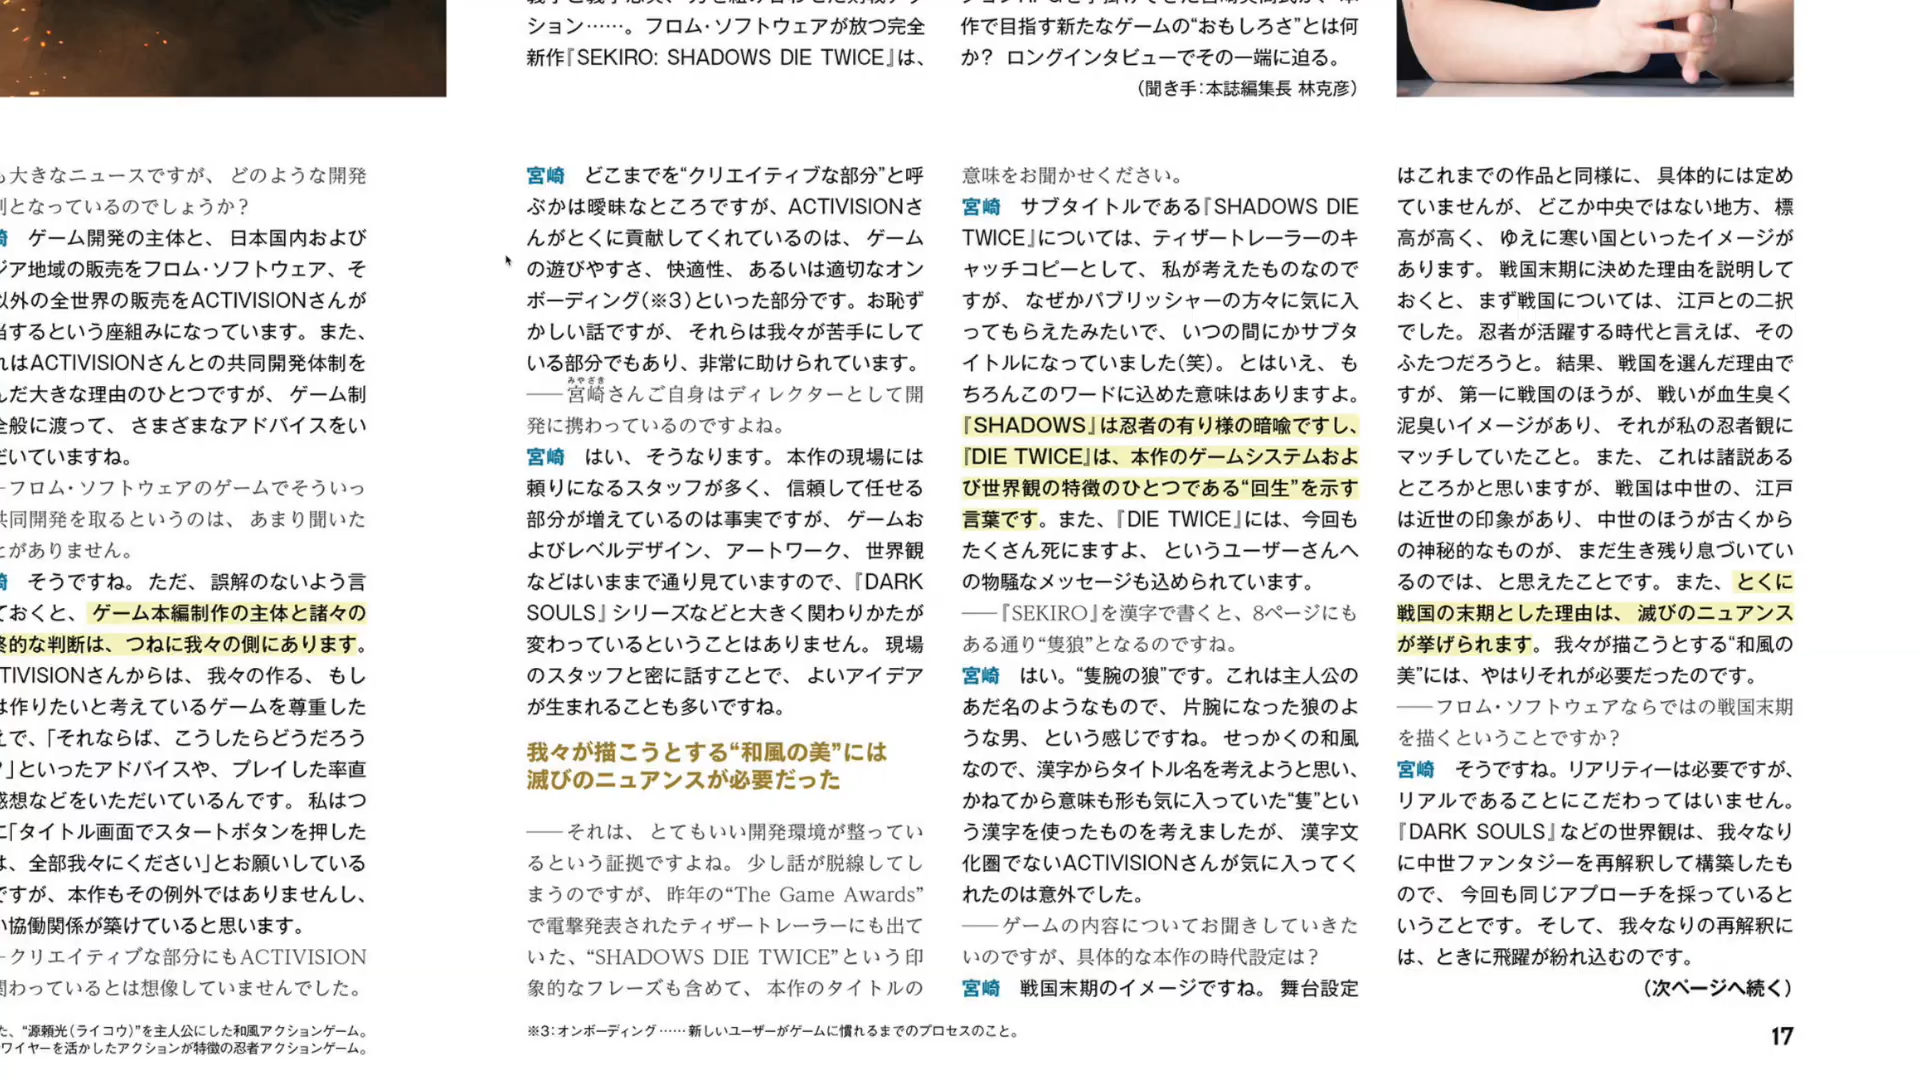 ション……。フロム・ソフトウェアが放つ完全
新作『SEKIRO: SHADOWS DIE TWICE』は、
作で目指す新たなゲームの“おもしろさ”とは何
か? ロングインタビューでその一端に迫る。
(聞き手:本誌編集長 林克彦)
も大きなニュースですが、どのような開発
となっているのでしょうか?
ゲーム開発の主体と、日本国内および
ジア地域の販売をフロム・ソフトウェア、そ
以外の全世界の販売をACTIVISIONさんが
当するという座組みになっています。また、
れはACTIVISIONさんとの共同開発体制を
んだ大きな理由のひとつですが、ゲーム制
全般に渡って、さまざまなアドバイスをい
だいていますね。
―フロム・ソフトウェアのゲームでそういっ
共同開発を取るというのは、あまり聞いた
とがありません。
そうですね。ただ、誤解のないよう言
ておくと、ゲーム本編制作の主体と諸々の
終的な判断は、つねに我々の側にあります。
TIVISIONさんからは、我々の作る、もし
は作りたいと考えているゲームを尊重した
えで、「それならば、こうしたらどうだろう
?」といったアドバイスや、プレイした率直
感想などをいただいているんです。私はつ
に「タイトル画面でスタートボタンを押した
は、全部我々にください」とお願いしている
ですが、本作もその例外ではありませんし、
い協働関係が築けていると思います。
―クリエイティブな部分にもACTIVISION
関わっているとは想像していませんでした。
た、“源頼光(ライコウ)”を主人公にした和風アクションゲーム。
ワイヤーを活かしたアクションが特徴の忍者アクションゲーム。
宮崎 どこまでを“クリエイティブな部分”と呼
ぶかは曖昧なところですが、ACTIVISIONさ
んがとくに貢献してくれているのは、ゲーム
の遊びやすさ、快適性、あるいは適切なオン
ボーディング(※3)といった部分です。お恥ず
かしい話ですが、それらは我々が苦手にして
いる部分でもあり、非常に助けられています。
みやざき
――宮崎さんご自身はディレクターとして開
発に携わっているのですよね。
宮崎 はい、そうなります。本作の現場には
頼りになるスタッフが多く、信頼して任せる
部分が増えているのは事実ですが、ゲームお
よびレベルデザイン、アートワーク、世界観
などはいままで通り見ていますので、『DARK
SOULS』シリーズなどと大きく関わりかたが
変わっているということはありません。現場
のスタッフと密に話すことで、よいアイデア
が生まれることも多いですね。
我々が描こうとする“和風の美”には
滅びのニュアンスが必要だった
――それは、とてもいい開発環境が整ってい
るという証拠ですよね。少し話が脱線してし
まうのですが、昨年の“The Game Awards”
で電撃発表されたティザートレーラーにも出て
いた、“SHADOWS DIE TWICE”という印
象的なフレーズも含めて、本作のタイトルの
※3:オンボーディング……新しいユーザーがゲームに慣れるまでのプロセスのこと。
意味をお聞かせください。
宮崎 サブタイトルである『SHADOWS DIE
TWICE』については、ティザートレーラーのキ
ャッチコピーとして、私が考えたものなので
すが、なぜかパブリッシャーの方々に気に入
ってもらえたみたいで、いつの間にかサブタ
イトルになっていました(笑)。とはいえ、も
ちろんこのワードに込めた意味はありますよ。
『SHADOWS』は忍者の有り様の暗喩ですし、
『DIE TWICE』は、本作のゲームシステムおよ
び世界観の特徴のひとつである“回生”を示す
言葉です。また、『DIE TWICE』には、今回も
たくさん死にますよ、というユーザーさんへ
の物騒なメッセージも込められています。
――『SEKIRO』を漢字で書くと、8ページにも
ある通り“隻狼”となるのですね。
宮崎 はい。“隻腕の狼”です。これは主人公の
あだ名のようなもので、片腕になった狼のよ
うな男、という感じですね。せっかくの和風
なので、漢字からタイトル名を考えようと思い、
かねてから意味も形も気に入っていた“隻”とい
う漢字を使ったものを考えましたが、漢字文
化圏でないACTIVISIONさんが気に入ってく
れたのは意外でした。
――ゲームの内容についてお聞きしていきた
いのですが、具体的な本作の時代設定は?
宮崎 戦国末期のイメージですね。舞台設定
はこれまでの作品と同様に、具体的には定め
ていませんが、どこか中央ではない地方、標
高が高く、ゆえに寒い国といったイメージが
あります。戦国末期に決めた理由を説明して
おくと、まず戦国については、江戸との二択
でした。忍者が活躍する時代と言えば、その
ふたつだろうと。結果、戦国を選んだ理由で
すが、第一に戦国のほうが、戦いが血生臭く
泥臭いイメージがあり、それが私の忍者観に
マッチしていたこと。また、これは諸説ある
ところかと思いますが、戦国は中世の、江戸
は近世の印象があり、中世のほうが古くから
の神秘的なものが、まだ生き残り息づいてい
るのでは、と思えたことです。また、とくに
戦国の末期とした理由は、滅びのニュアンス
が挙げられます。我々が描こうとする“和風の
美”には、やはりそれが必要だったのです。
――フロム・ソフトウェアならではの戦国末期
を描くということですか?
宮崎 そうですね。リアリティーは必要ですが、
リアルであることにこだわってはいません。
『DARK SOULS』などの世界観は、我々なり
に中世ファンタジーを再解釈して構築したも
ので、今回も同じアプローチを採っていると
いうことです。そして、我々なりの再解釈に
は、ときに飛躍が紛れ込むのです。
(次ページへ続く)
17